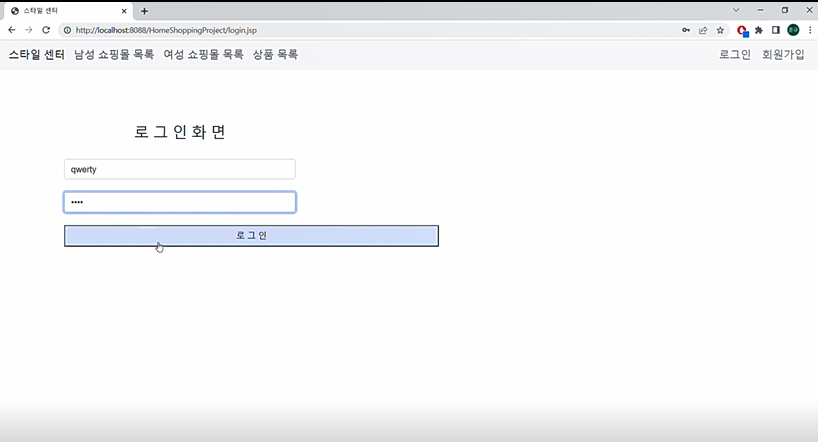 스타일 센터
http://localhost:8088/HomeShoppingProject/login.jsp
스타일 센터 남성 쇼핑몰 목록 여성 쇼핑몰 목록 상품 목록 로그인 회원가입
로 그 인 화 면
qwerty
••••
로 그 인